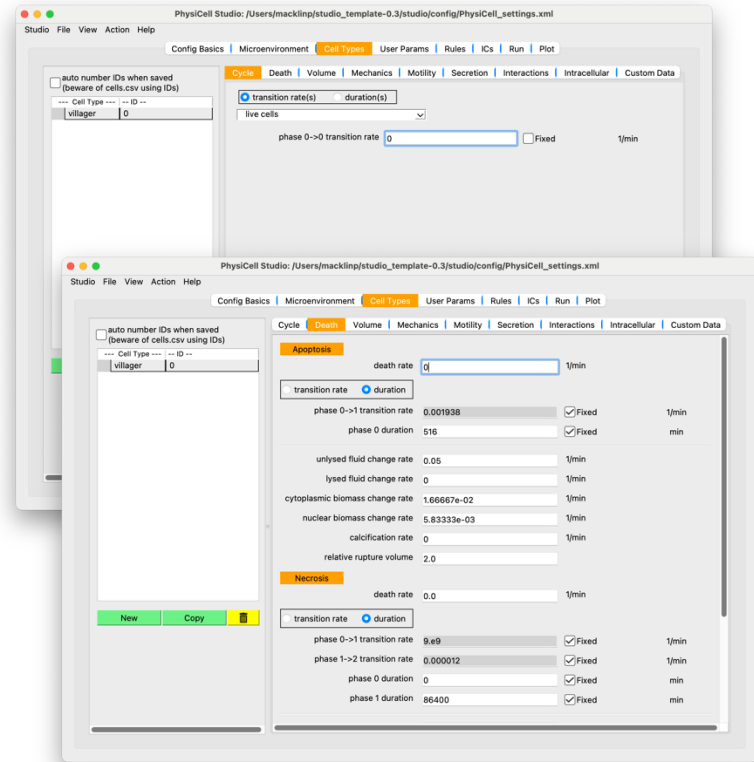 PhysiCell Studio: /Users/macklinp/studio_template-0.3/studio/config/PhysiCell_settings.xml
Studio File View Action Help
Config Basics | Microenvironment | Cell Types | User Params | Rules | ICs | Run | Plot
auto number IDs when saved
(beware of cells.csv using IDs)
--- Cell Type --- -- ID --
villager 0
Cycle Death | Volume | Mechanics | Motility | Secretion | Interactions | Intracellular | Custom Data
transition rate(s) duration(s)
live cells
phase 0->0 transition rate 0 Fixed 1/min
PhysiCell Studio: /Users/macklinp/studio_template-0.3/studio/config/PhysiCell_settings.xml
Studio File View Action Help
Config Basics | Microenvironment | Cell Types User Params | Rules | ICs | Run | Plot
auto number IDs when saved
(beware of cells.csv using IDs)
--- Cell Type --- -- ID --
villager 0
New Copy
Cycle | Death Volume | Mechanics | Motility | Secretion | Interactions | Intracellular | Custom Data
Apoptosis
death rate 0 1/min
transition rate duration
phase 0->1 transition rate 0.001938 Fixed 1/min
phase 0 duration 516 Fixed min
unlysed fluid change rate 0.05 1/min
lysed fluid change rate 0 1/min
cytoplasmic biomass change rate 1.66667e-02 1/min
nuclear biomass change rate 5.83333e-03 1/min
calcification rate 0 1/min
relative rupture volume 2.0
Necrosis
death rate 0.0 1/min
transition rate duration
phase 0->1 transition rate 9.e9 Fixed 1/min
phase 1->2 transition rate 0.000012 Fixed 1/min
phase 0 duration 0 Fixed min
phase 1 duration 86400 Fixed min